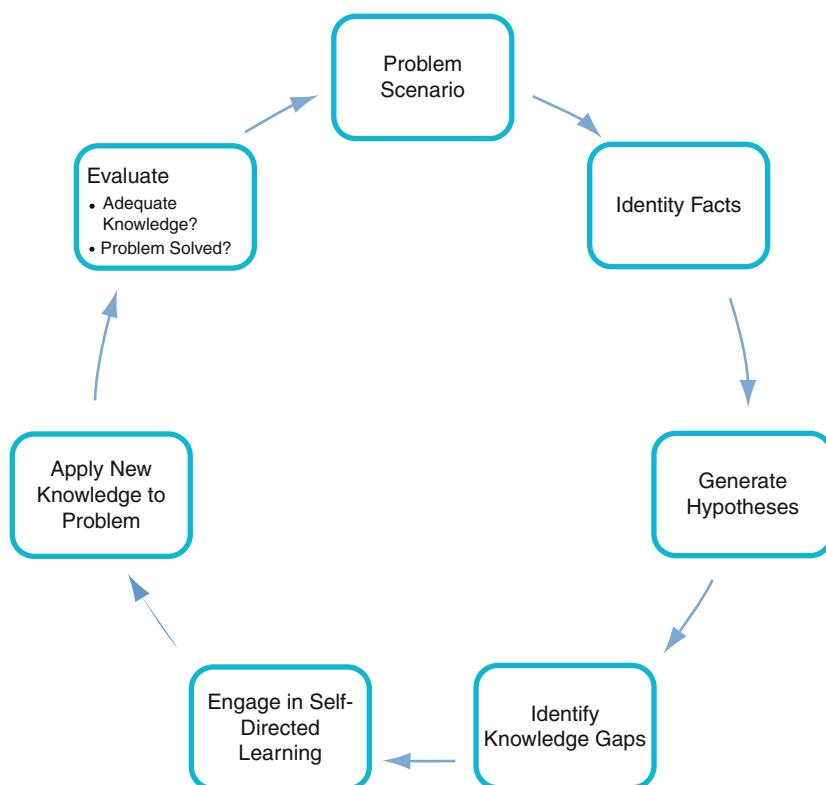 Problem
Scenario
Identity Facts
Generate
Hypotheses
Identify
Knowledge Gaps
Engage in Self-
Directed
Learning
Apply New
Knowledge to
Problem
Evaluate
• Adequate
Knowledge?
• Problem Solved?